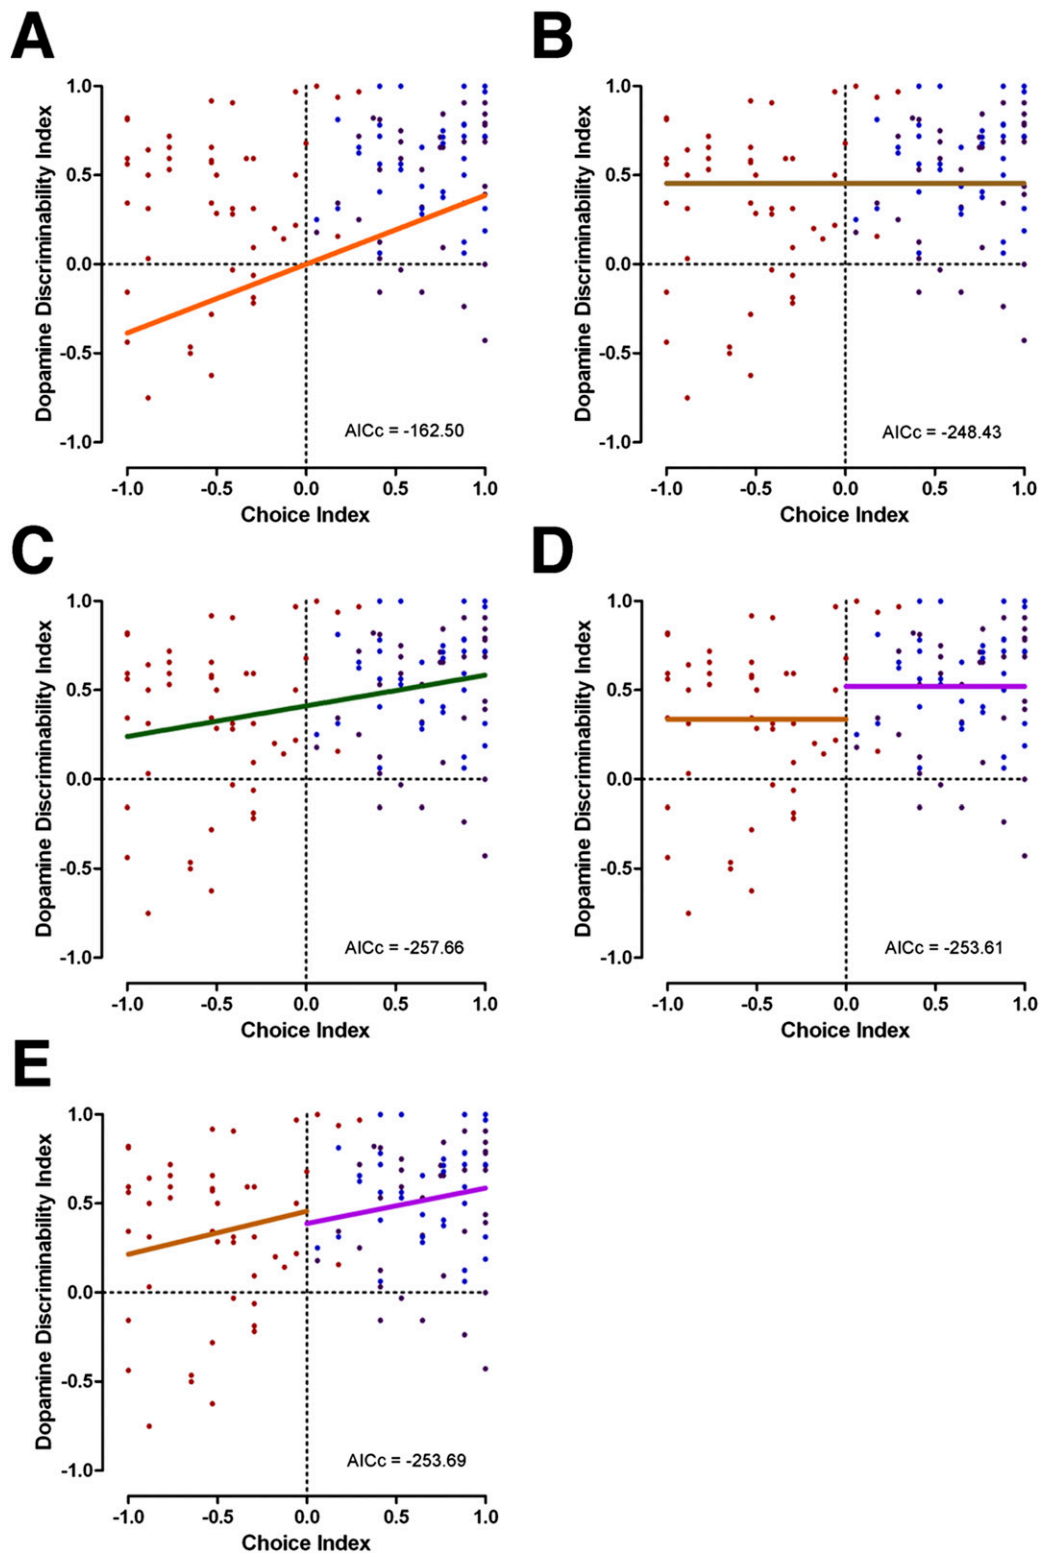 A
B
Dopamine Discriminability Index
1.0
0.5
0.0
-0.5
-1.0
AICc = -162.50
-1.0 -0.5 0.0 0.5 1.0
Choice Index
Dopamine Discriminability Index
1.0
0.5
0.0
-0.5
-1.0
AICc = -248.43
-1.0 -0.5 0.0 0.5 1.0
Choice Index
C
D
Dopamine Discriminability Index
1.0
0.5
0.0
-0.5
-1.0
AICc = -257.66
-1.0 -0.5 0.0 0.5 1.0
Choice Index
Dopamine Discriminability Index
1.0
0.5
0.0
-0.5
-1.0
AICc = -253.61
-1.0 -0.5 0.0 0.5 1.0
Choice Index
E
Dopamine Discriminability Index
1.0
0.5
0.0
-0.5
-1.0
AICc = -253.69
-1.0 -0.5 0.0 0.5 1.0
Choice Index